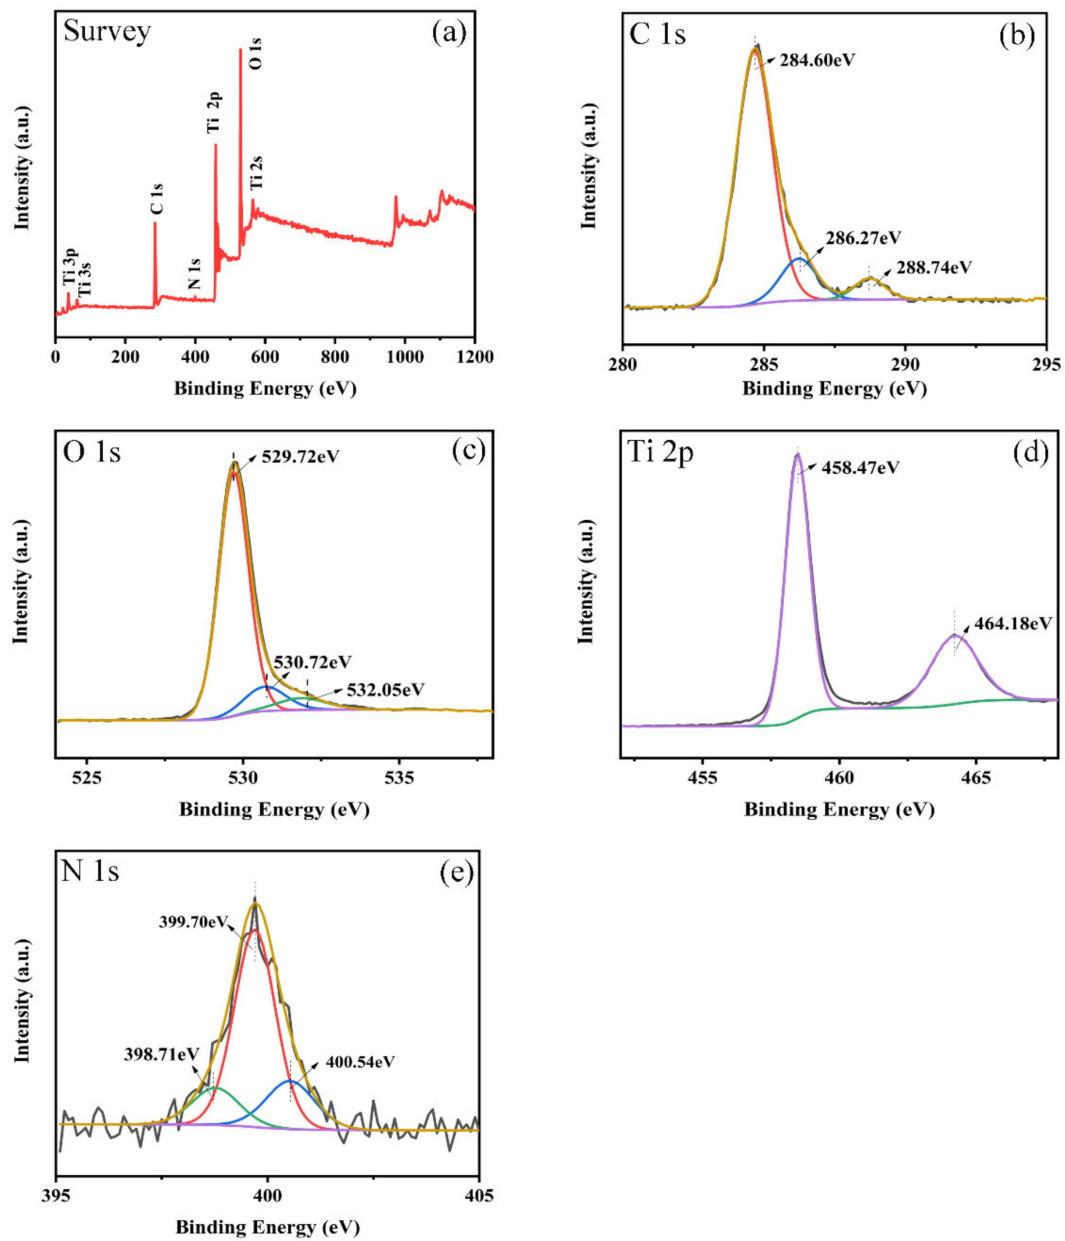 Survey
(a)
O 1s
Ti 2p
Ti 2s
C 1s
N 1s
Ti 3p
Ti 3s
Intensity (a.u.)
0 200 400 600 800 1000 1200
Binding Energy (eV)
C 1s
(b)
284.60eV
286.27eV
288.74eV
Intensity (a.u.)
280 285 290 295
Binding Energy (eV)
O 1s
(c)
529.72eV
530.72eV
532.05eV
Intensity (a.u.)
525 530 535
Binding Energy (eV)
Ti 2p
(d)
458.47eV
464.18eV
Intensity (a.u.)
455 460 465
Binding Energy (eV)
N 1s
(e)
399.70eV
398.71eV
400.54eV
Intensity (a.u.)
395 400 405
Binding Energy (eV)